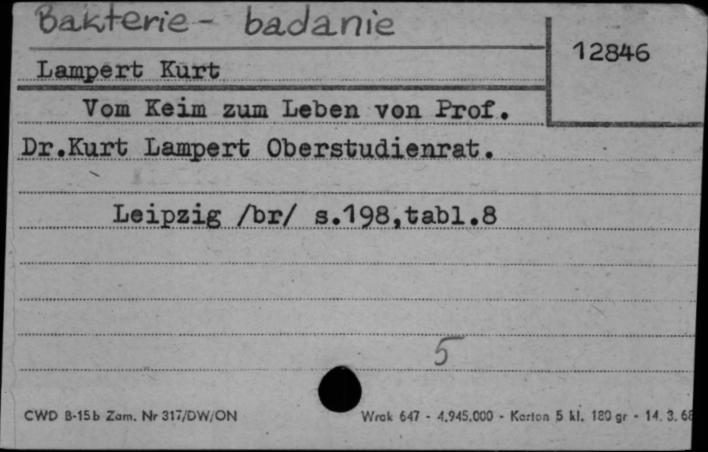 Bakterie - badanie
12846
Lampert Kurt
Vom Keim zum Leben von Prof.
Dr.Kurt Lampert Oberstudienrat.
Leipzig /br/ s.198,tabl.8
5
CWD B-15b Zam. Nr 317/DW/ON
Wrak 647 - 4.945.000 - Karton 5 kl. 180 gr - 14. 3. 68